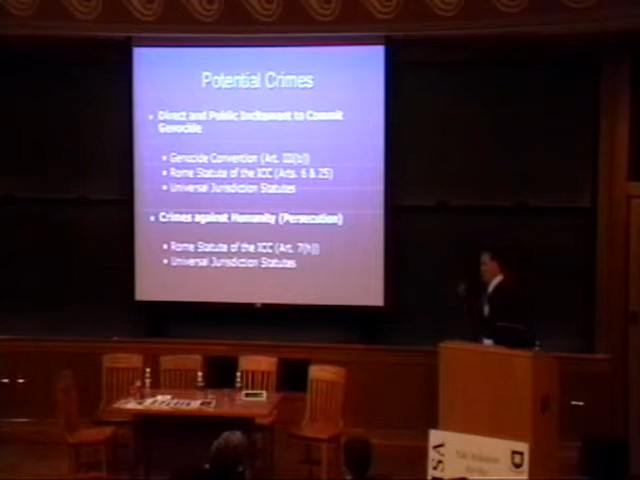 Potential Crimes
Direct and Public Incitement to Commit
Genocide
Genocide Convention (Art. III(b))
Rome Statute of the ICC (Arts. 6 & 25)
Universal Jurisdiction Statutes
Crimes against Humanity (Persecution)
Rome Statute of the ICC (Art. 7(h))
Universal Jurisdiction Statutes
ISA